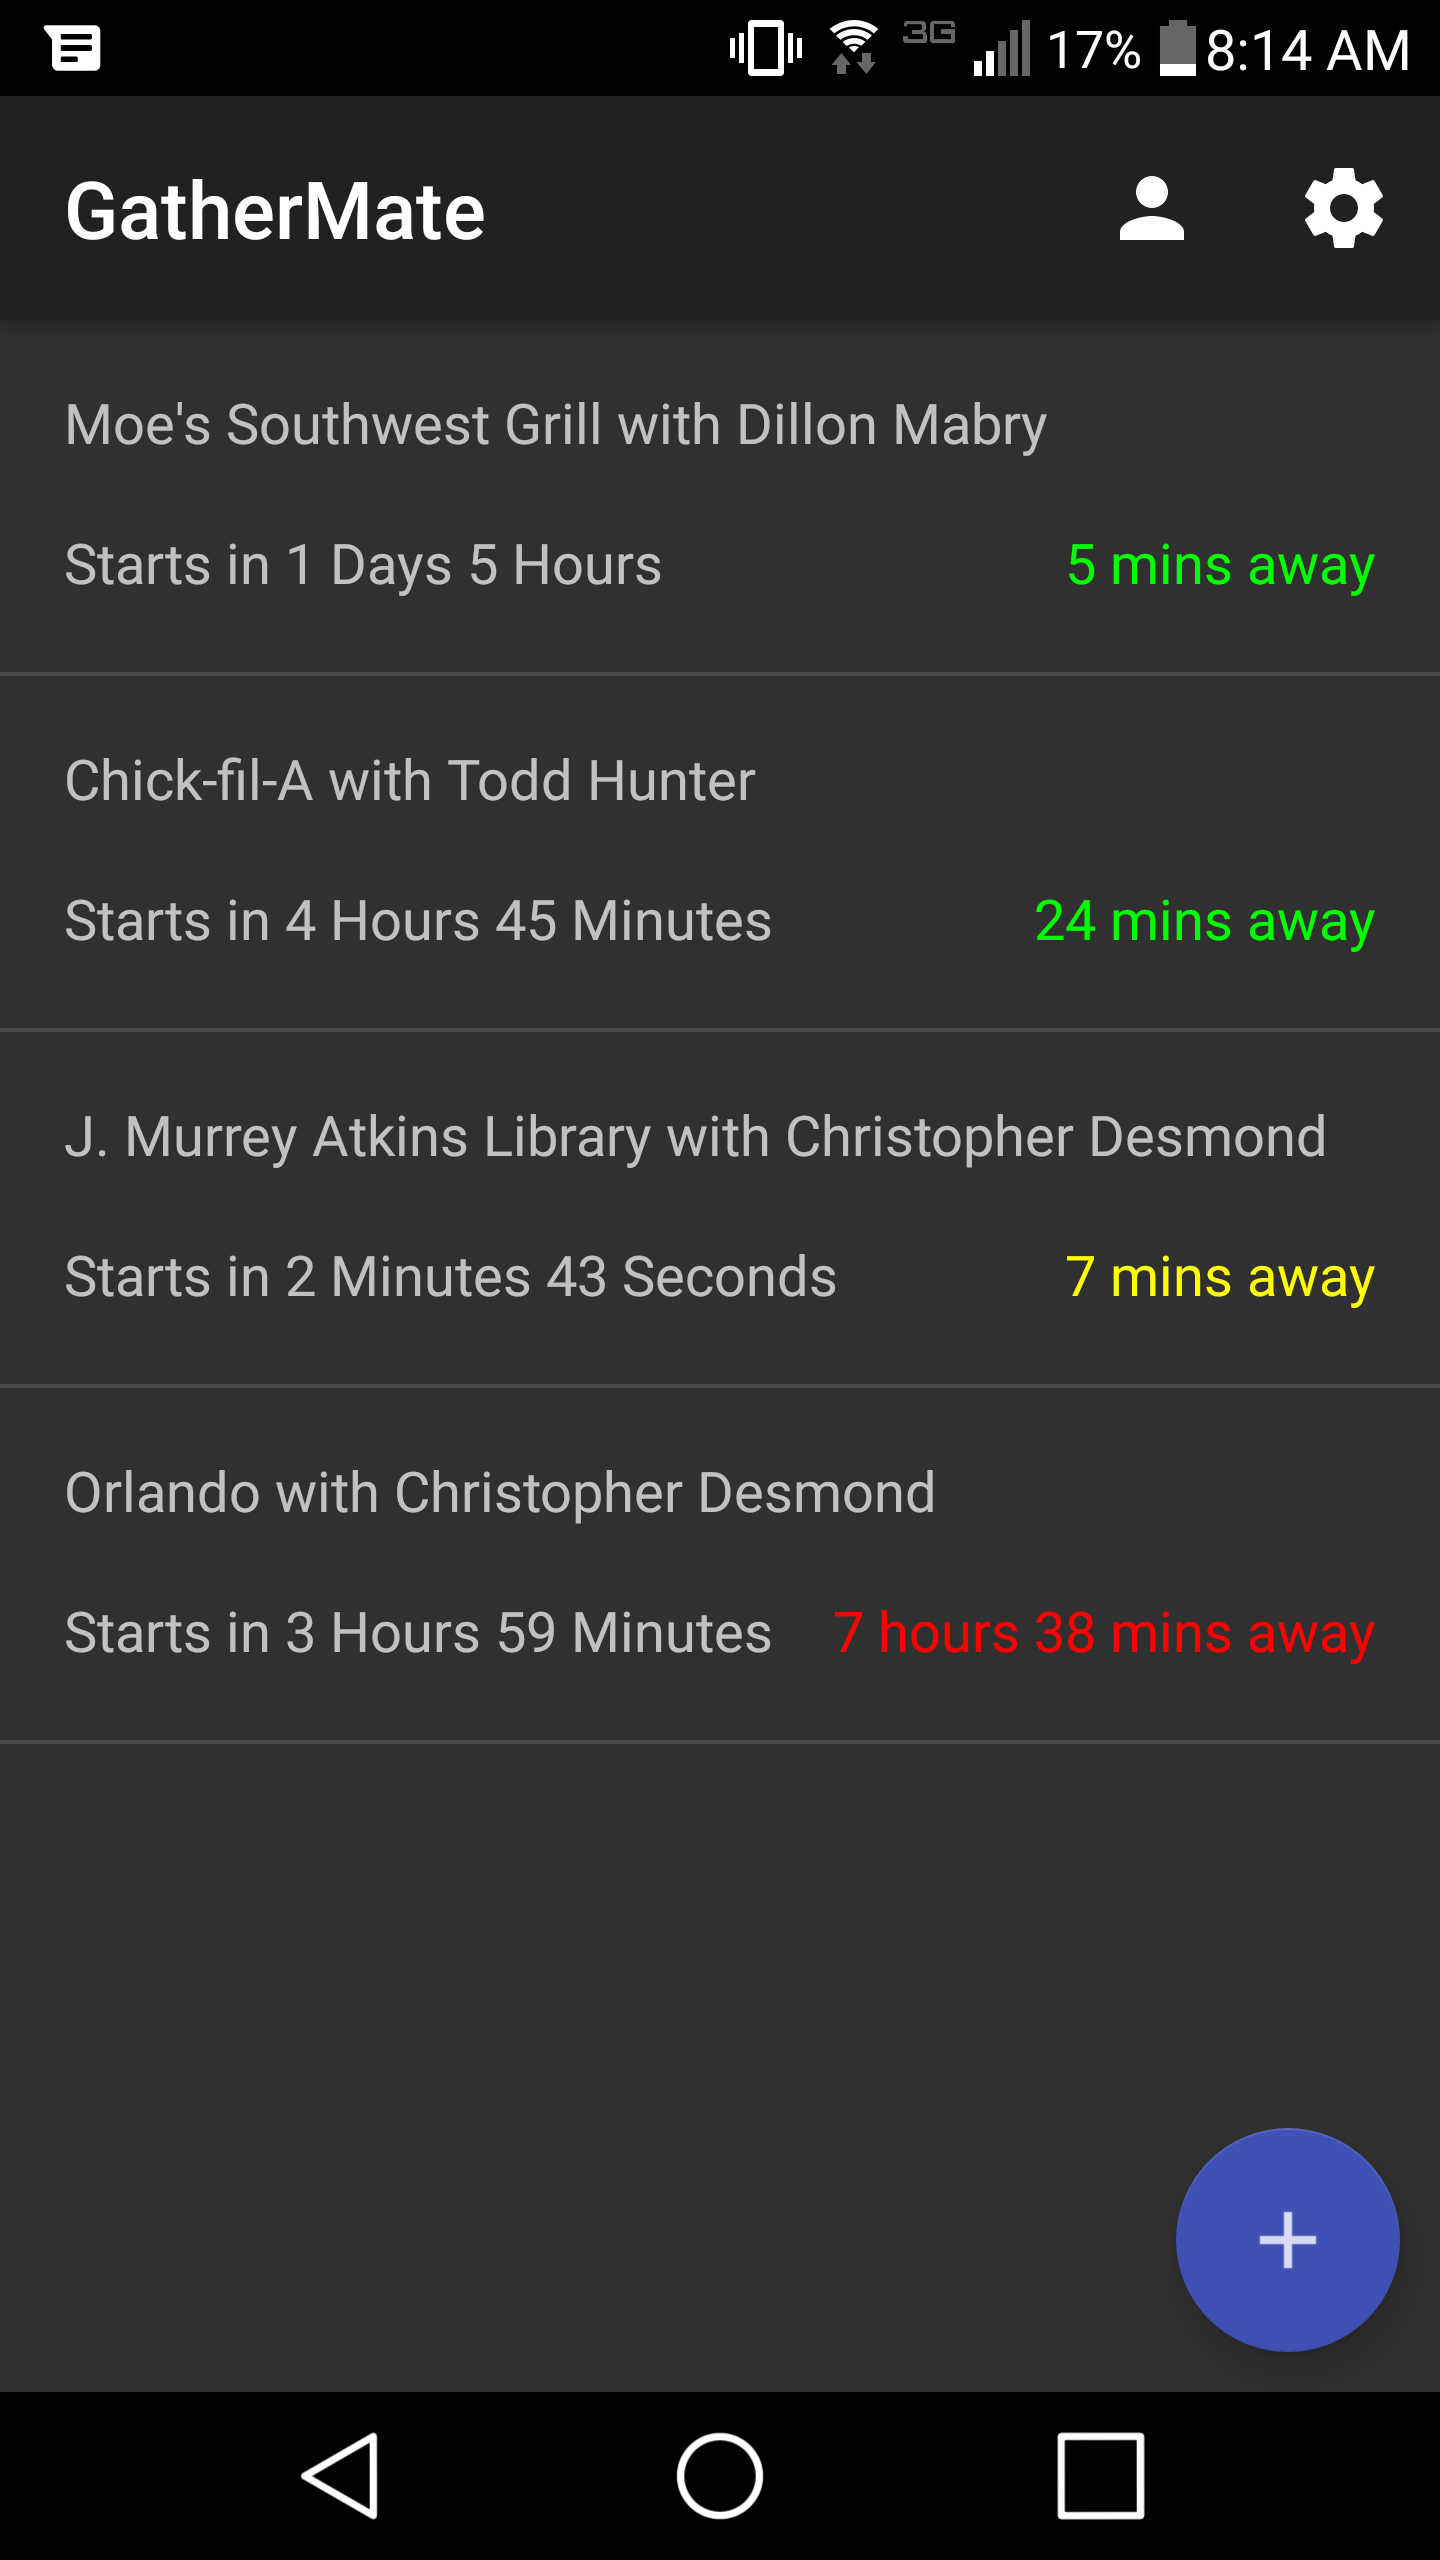 3G 17% 8:14 AM
GatherMate
Moe's Southwest Grill with Dillon Mabry
Starts in 1 Days 5 Hours 5 mins away
Chick-fil-A with Todd Hunter
Starts in 4 Hours 45 Minutes 24 mins away
J. Murrey Atkins Library with Christopher Desmond
Starts in 2 Minutes 43 Seconds 7 mins away
Orlando with Christopher Desmond
Starts in 3 Hours 59 Minutes 7 hours 38 mins away